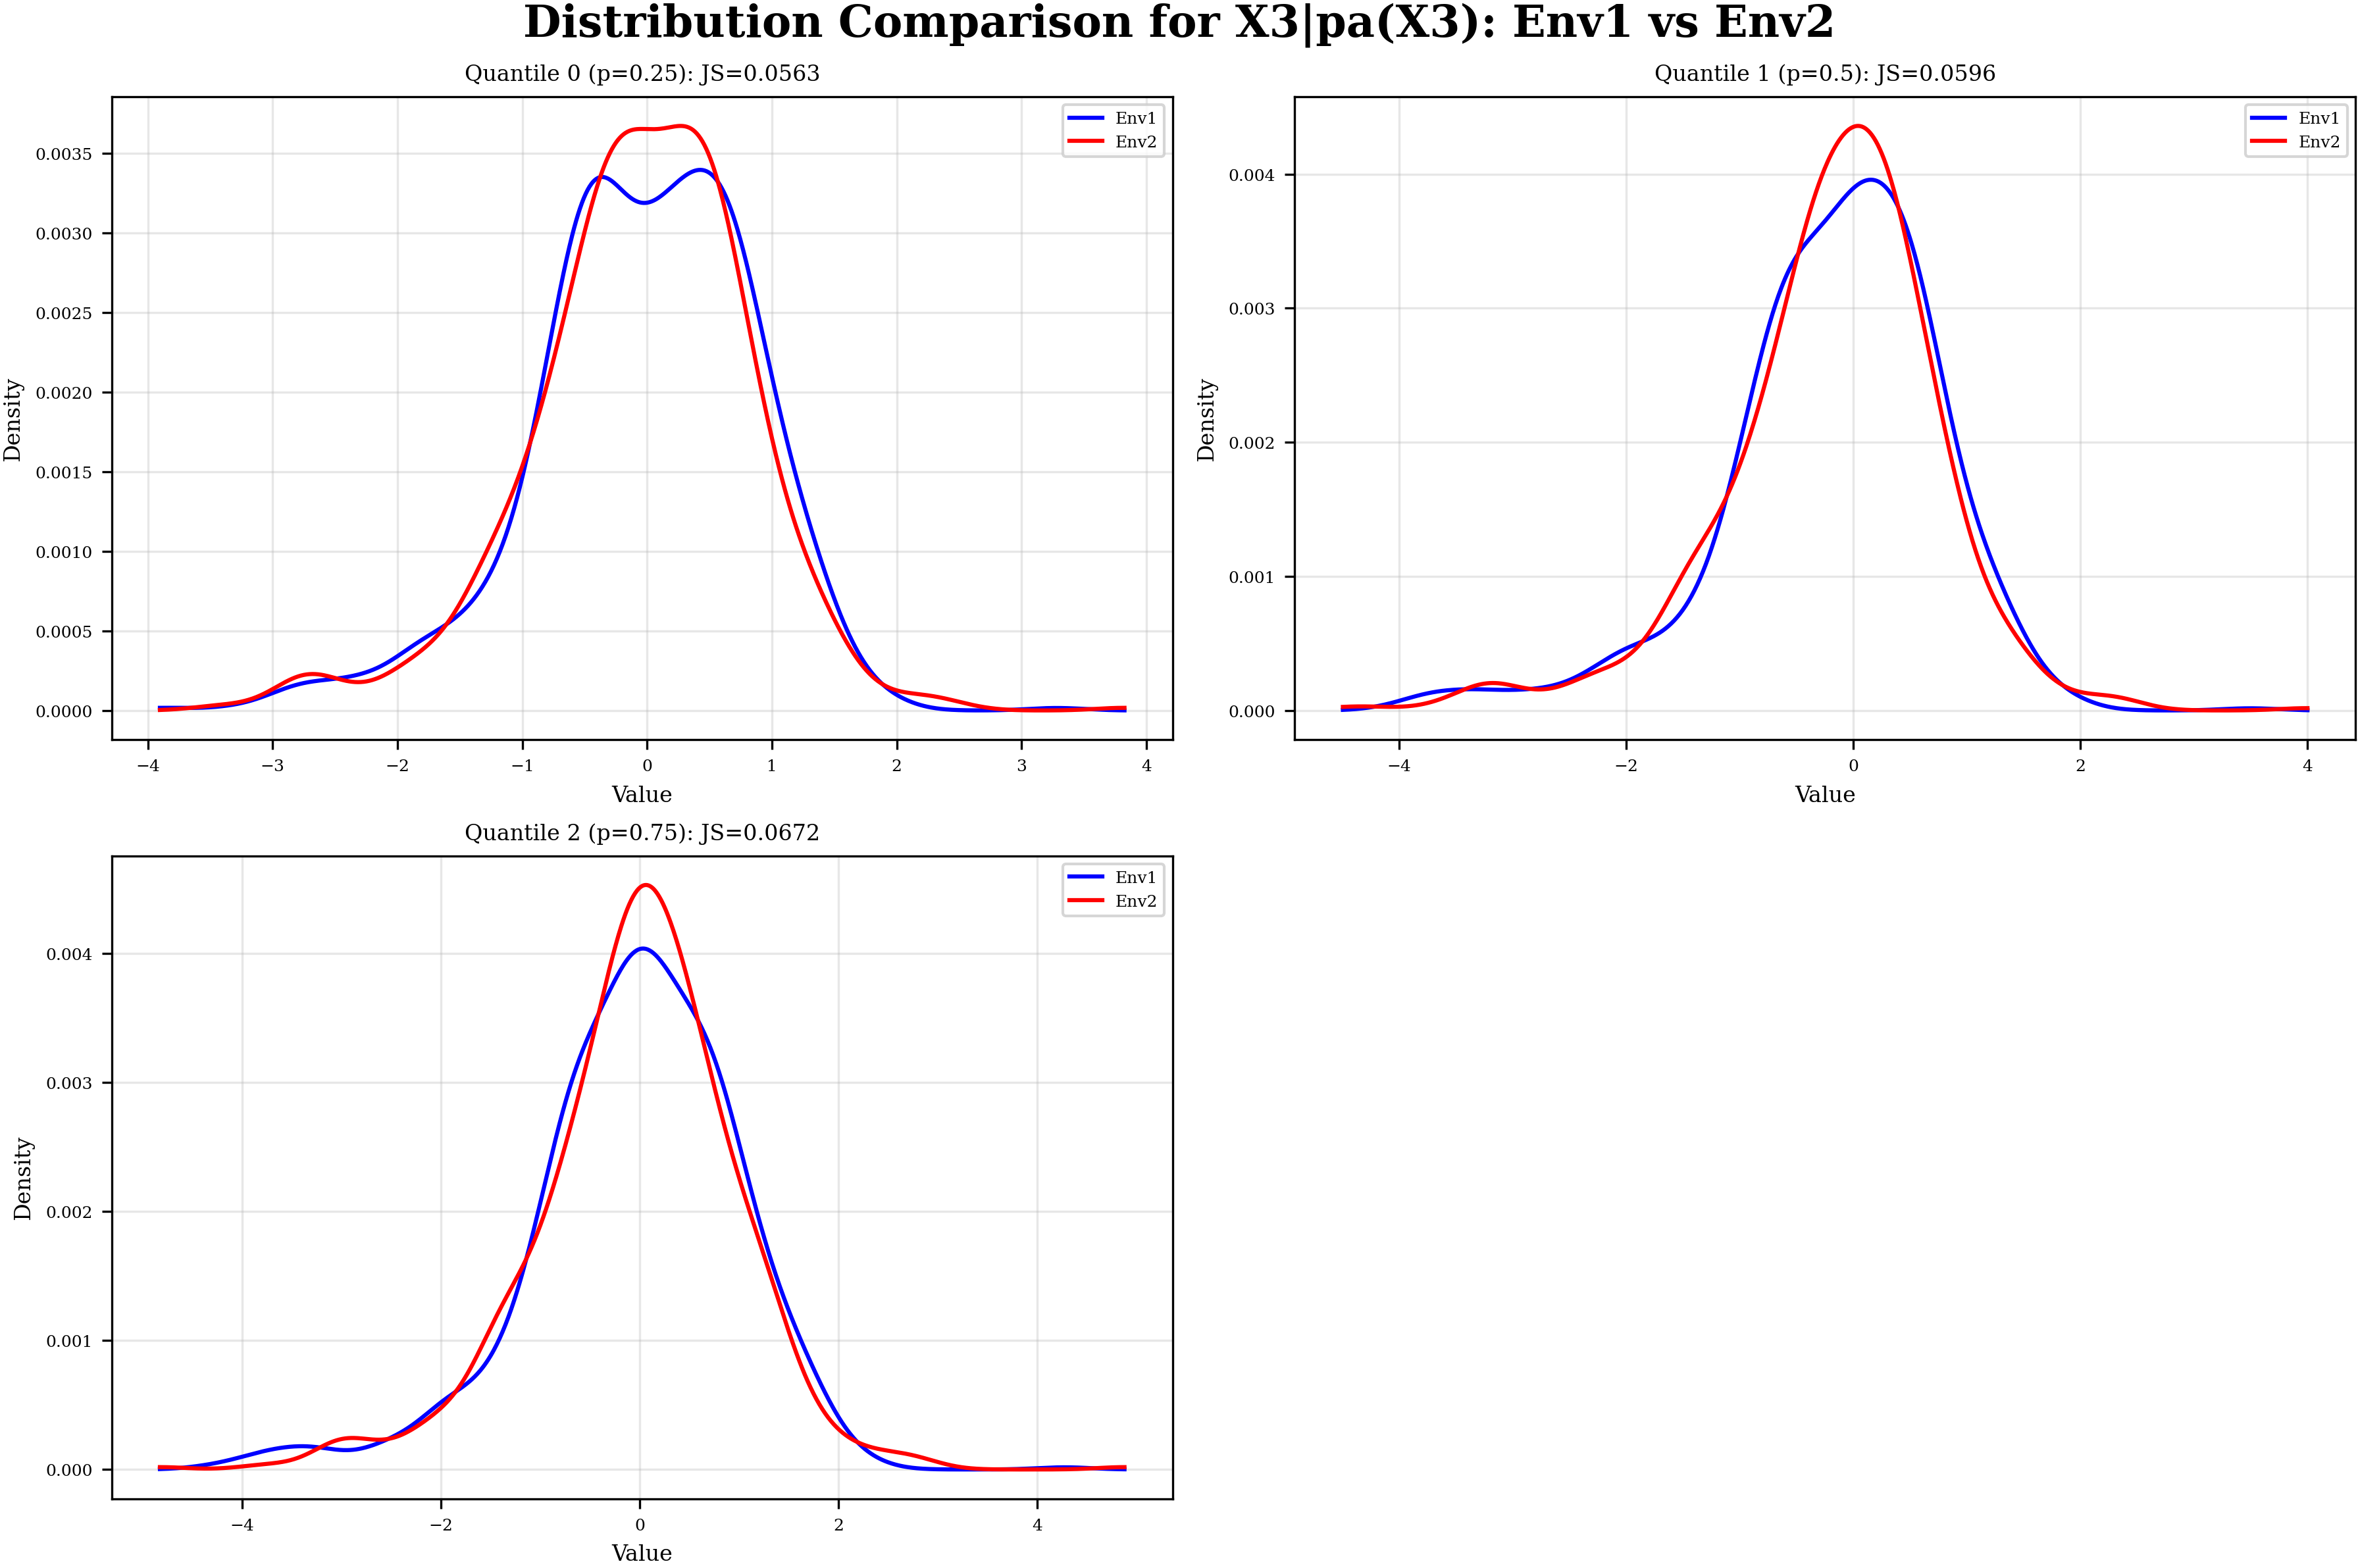 Distribution Comparison for X3|pa(X3): Env1 vs Env2
Quantile 0 (p=0.25): JS=0.0563
Env1
Env2
0.0035
0.0030
0.0025
0.0020
0.0015
0.0010
0.0005
0.0000
Density
−4 −3 −2 −1 0 1 2 3 4
Value
Quantile 1 (p=0.5): JS=0.0596
Env1
Env2
0.004
0.003
0.002
0.001
0.000
Density
−4 −2 0 2 4
Value
Quantile 2 (p=0.75): JS=0.0672
Env1
Env2
0.004
0.003
0.002
0.001
0.000
Density
−4 −2 0 2 4
Value